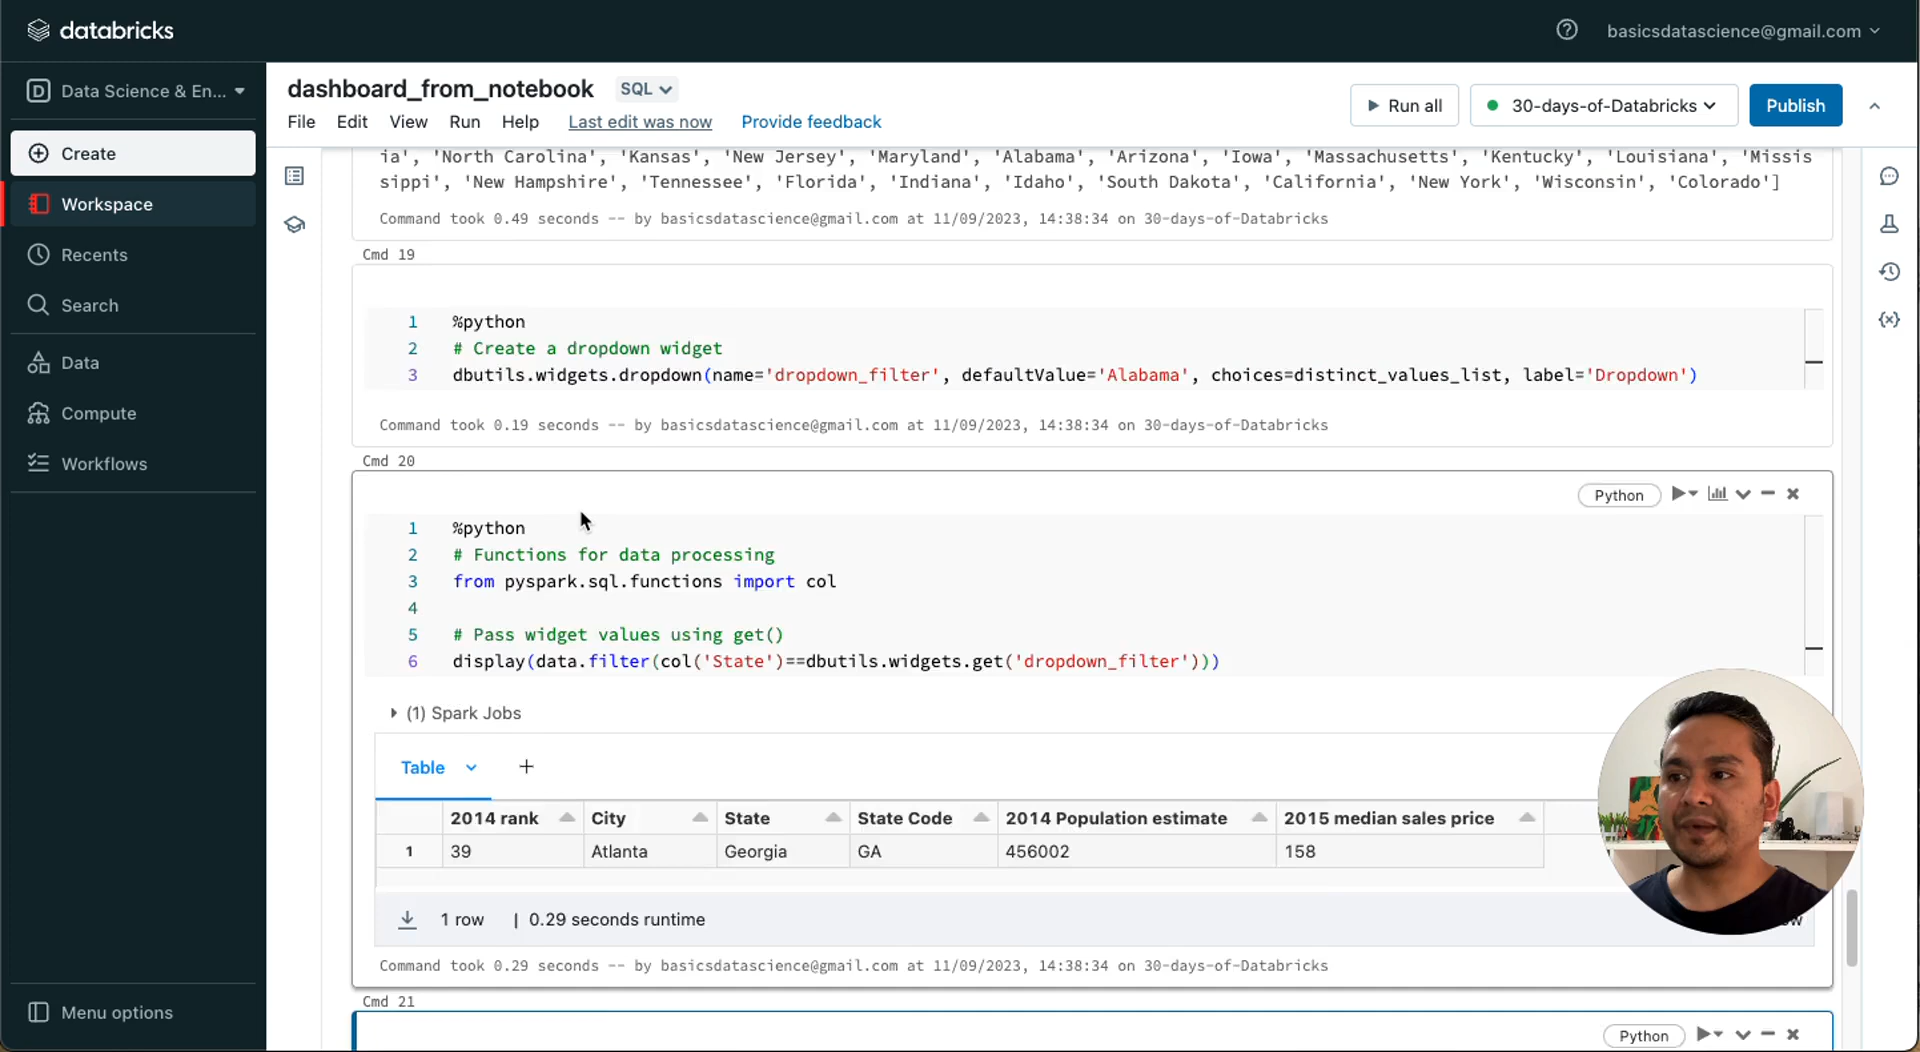 databricks
basicsdatascience@gmail.com
Data Science & En...
Create
Workspace
Recents
Search
Data
Compute
Workflows
Menu options
dashboard_from_notebook
SQL
File Edit View Run Help Last edit was now Provide feedback
Run all
30-days-of-Databricks
Publish
ia', 'North Carolina', 'Kansas', 'New Jersey', 'Maryland', 'Alabama', 'Arizona', 'Iowa', 'Massachusetts', 'Kentucky', 'Louisiana', 'Missis
sippi', 'New Hampshire', 'Tennessee', 'Florida', 'Indiana', 'Idaho', 'South Dakota', 'California', 'New York', 'Wisconsin', 'Colorado']
Command took 0.49 seconds -- by basicsdatascience@gmail.com at 11/09/2023, 14:38:34 on 30-days-of-Databricks
Cmd 19
1 %python
2 # Create a dropdown widget
3 dbutils.widgets.dropdown(name='dropdown_filter', defaultValue='Alabama', choices=distinct_values_list, label='Dropdown')
Command took 0.19 seconds -- by basicsdatascience@gmail.com at 11/09/2023, 14:38:34 on 30-days-of-Databricks
Cmd 20
Python
1 %python
2 # Functions for data processing
3 from pyspark.sql.functions import col
4
5 # Pass widget values using get()
6 display(data.filter(col('State')==dbutils.widgets.get('dropdown_filter')))
(1) Spark Jobs
Table +
2014 rank City State State Code 2014 Population estimate 2015 median sales price
1 39 Atlanta Georgia GA 456002 158
1 row | 0.29 seconds runtime
Command took 0.29 seconds -- by basicsdatascience@gmail.com at 11/09/2023, 14:38:34 on 30-days-of-Databricks
Cmd 21
Python